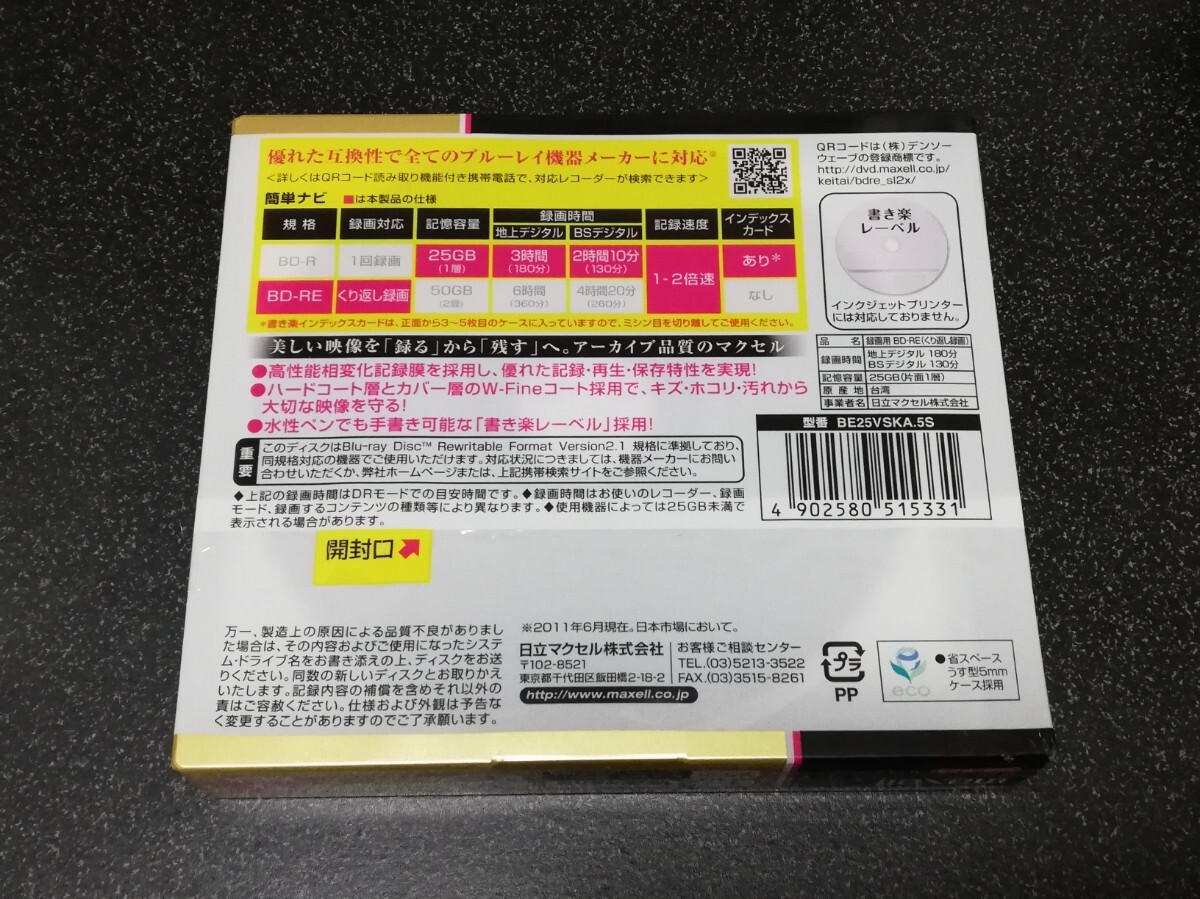 優れた互換性で全てのブルーレイ機器メーカーに対応※
<詳しくはQRコード読み取り機能付き携帯電話で、対応レコーダーが検索できます>
簡単ナビ ■は本製品の仕様
規格 録画対応 記憶容量 録画時間 記録速度 インデックスカード
地上デジタル BSデジタル
BD-R 1回録画 25GB(1層) 3時間(180分) 2時間10分(130分) 1-2倍速 あり*
BD-RE くり返し録画 50GB(2層) 6時間(360分) 4時間20分(260分) なし
*書き楽インデックスカードは、正面から3〜5枚目のケースに入っていますので、ミシン目を切り離してご使用ください。
美しい映像を「録る」から「残す」へ。アーカイブ品質のマクセル
●高性能相変化記録膜を採用し、優れた記録・再生・保存特性を実現!
●ハードコート層とカバー層のW-Fineコート採用で、キズ・ホコリ・汚れから
大切な映像を守る!
●水性ペンでも手書き可能な「書き楽レーベル」採用!
重要
このディスクはBlu-ray Disc™ Rewritable Format Version2.1 規格に準拠しており、
同規格対応の機器でご使用いただけます。対応状況につきましては、機器メーカーにお問い
合わせいただくか、弊社ホームページまたは、上記携帯検索サイトをご参照ください。
◆上記の録画時間はDRモードでの目安時間です。◆録画時間はお使いのレコーダー、録画
モード、録画するコンテンツの種類等により異なります。◆使用機器によっては25GB未満で
表示される場合があります。
開封口
QRコードは(株)デンソー
ウェーブの登録商標です。
http://dvd.maxell.co.jp/
keitai/bdre_sl2x/
書き楽
レーベル
インクジェットプリンター
には対応しておりません。
品名 録画用 BD-RE(くり返し録画)
録画時間 地上デジタル 180分
BSデジタル 130分
記憶容量 25GB(片面1層)
原産地 台湾
事業者名 日立マクセル株式会社
型番 BE25VSKA.5S
4 902580 515331
万一、製造上の原因による品質不良がありまし
た場合は、その内容およびご使用になったシステ
ム・ドライブ名をお書き添えの上、ディスクをお送
りください。同数の新しいディスクとお取りかえ
いたします。記録内容の補償を含めそれ以外の
責はご容赦ください。仕様および外観は予告な
く変更することがありますのでご了承願います。
※2011年6月現在。日本市場において。
日立マクセル株式会社
〒102-8521
東京都千代田区飯田橋2-18-2
http://www.maxell.co.jp
お客様ご相談センター
TEL.(03)5213-3522
FAX.(03)3515-8261
プラ
PP
eco
●省スペース
うす型5mm
ケース採用